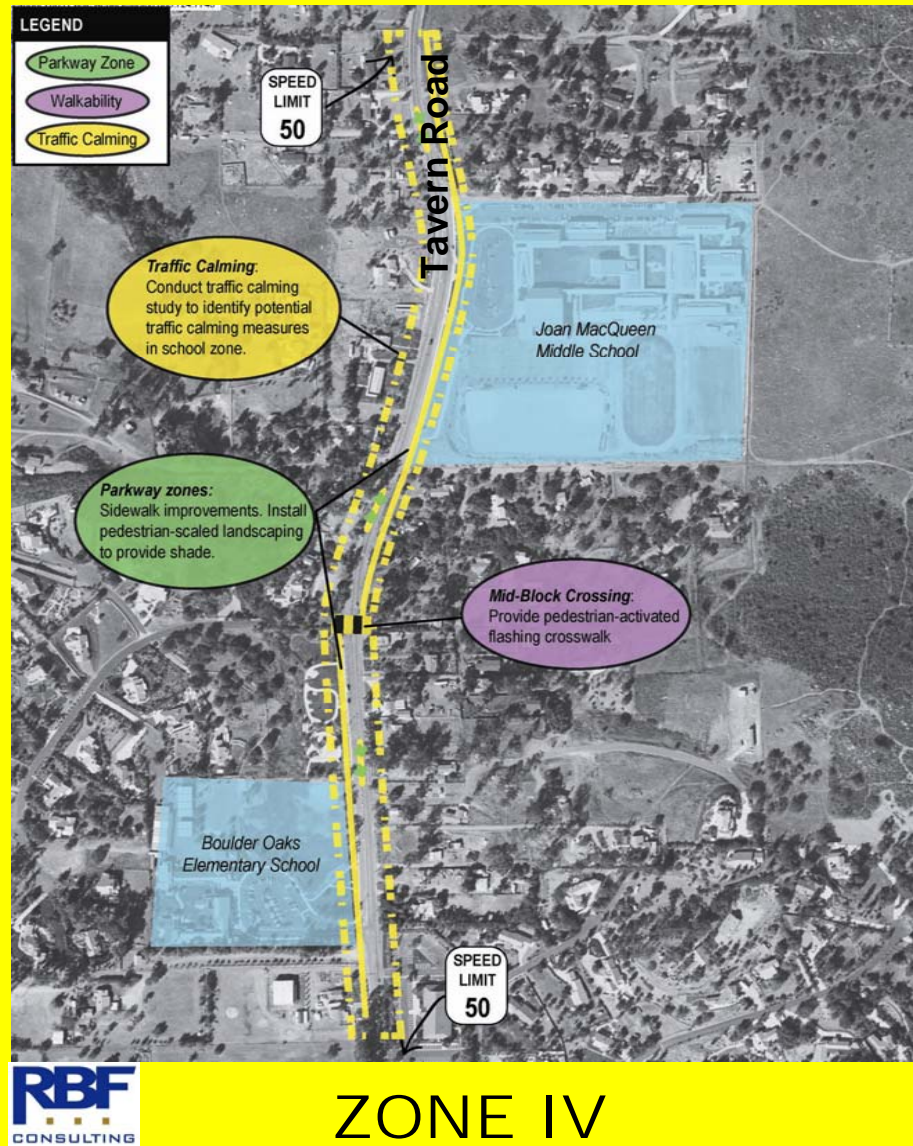 LEGEND
Parkway Zone
Walkability
Traffic Calming
SPEED
LIMIT
50
Tavern Road
Traffic Calming:
Conduct traffic calming
study to identify potential
traffic calming measures
in school zone.
Joan MacQueen
Middle School
Parkway zones:
Sidewalk improvements. Install
pedestrian-scaled landscaping
to provide shade.
Mid-Block Crossing:
Provide pedestrian-activated
flashing crosswalk
Boulder Oaks
Elementary School
SPEED
LIMIT
50
RBF
CONSULTING
ZONE IV